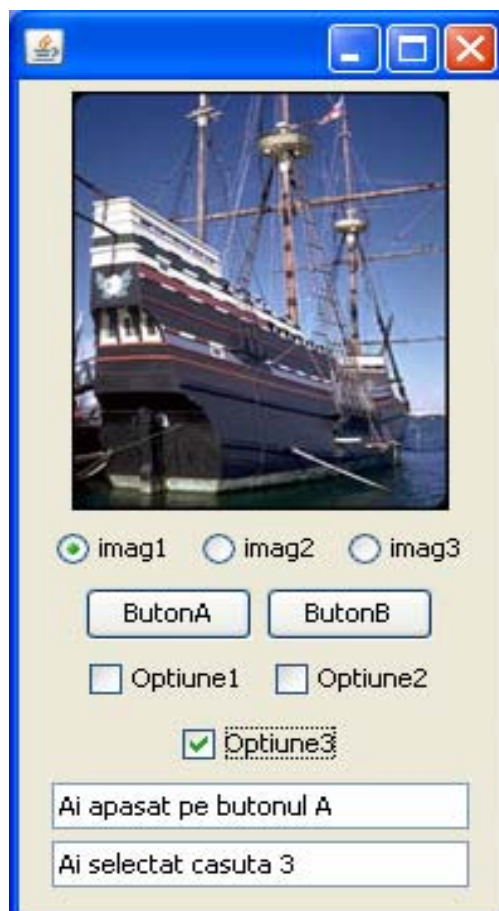 imag1 imag2 imag3
ButonA ButonB
Optiune1 Optiune2
Optiune3
Ai apasat pe butonul A
Ai selectat casuta 3